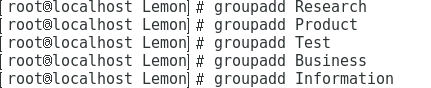 [root@localhost Lemon]# groupadd Research
[root@localhost Lemon]# groupadd Product
[root@localhost Lemon]# groupadd Test
[root@localhost Lemon]# groupadd Business
[root@localhost Lemon]# groupadd Information